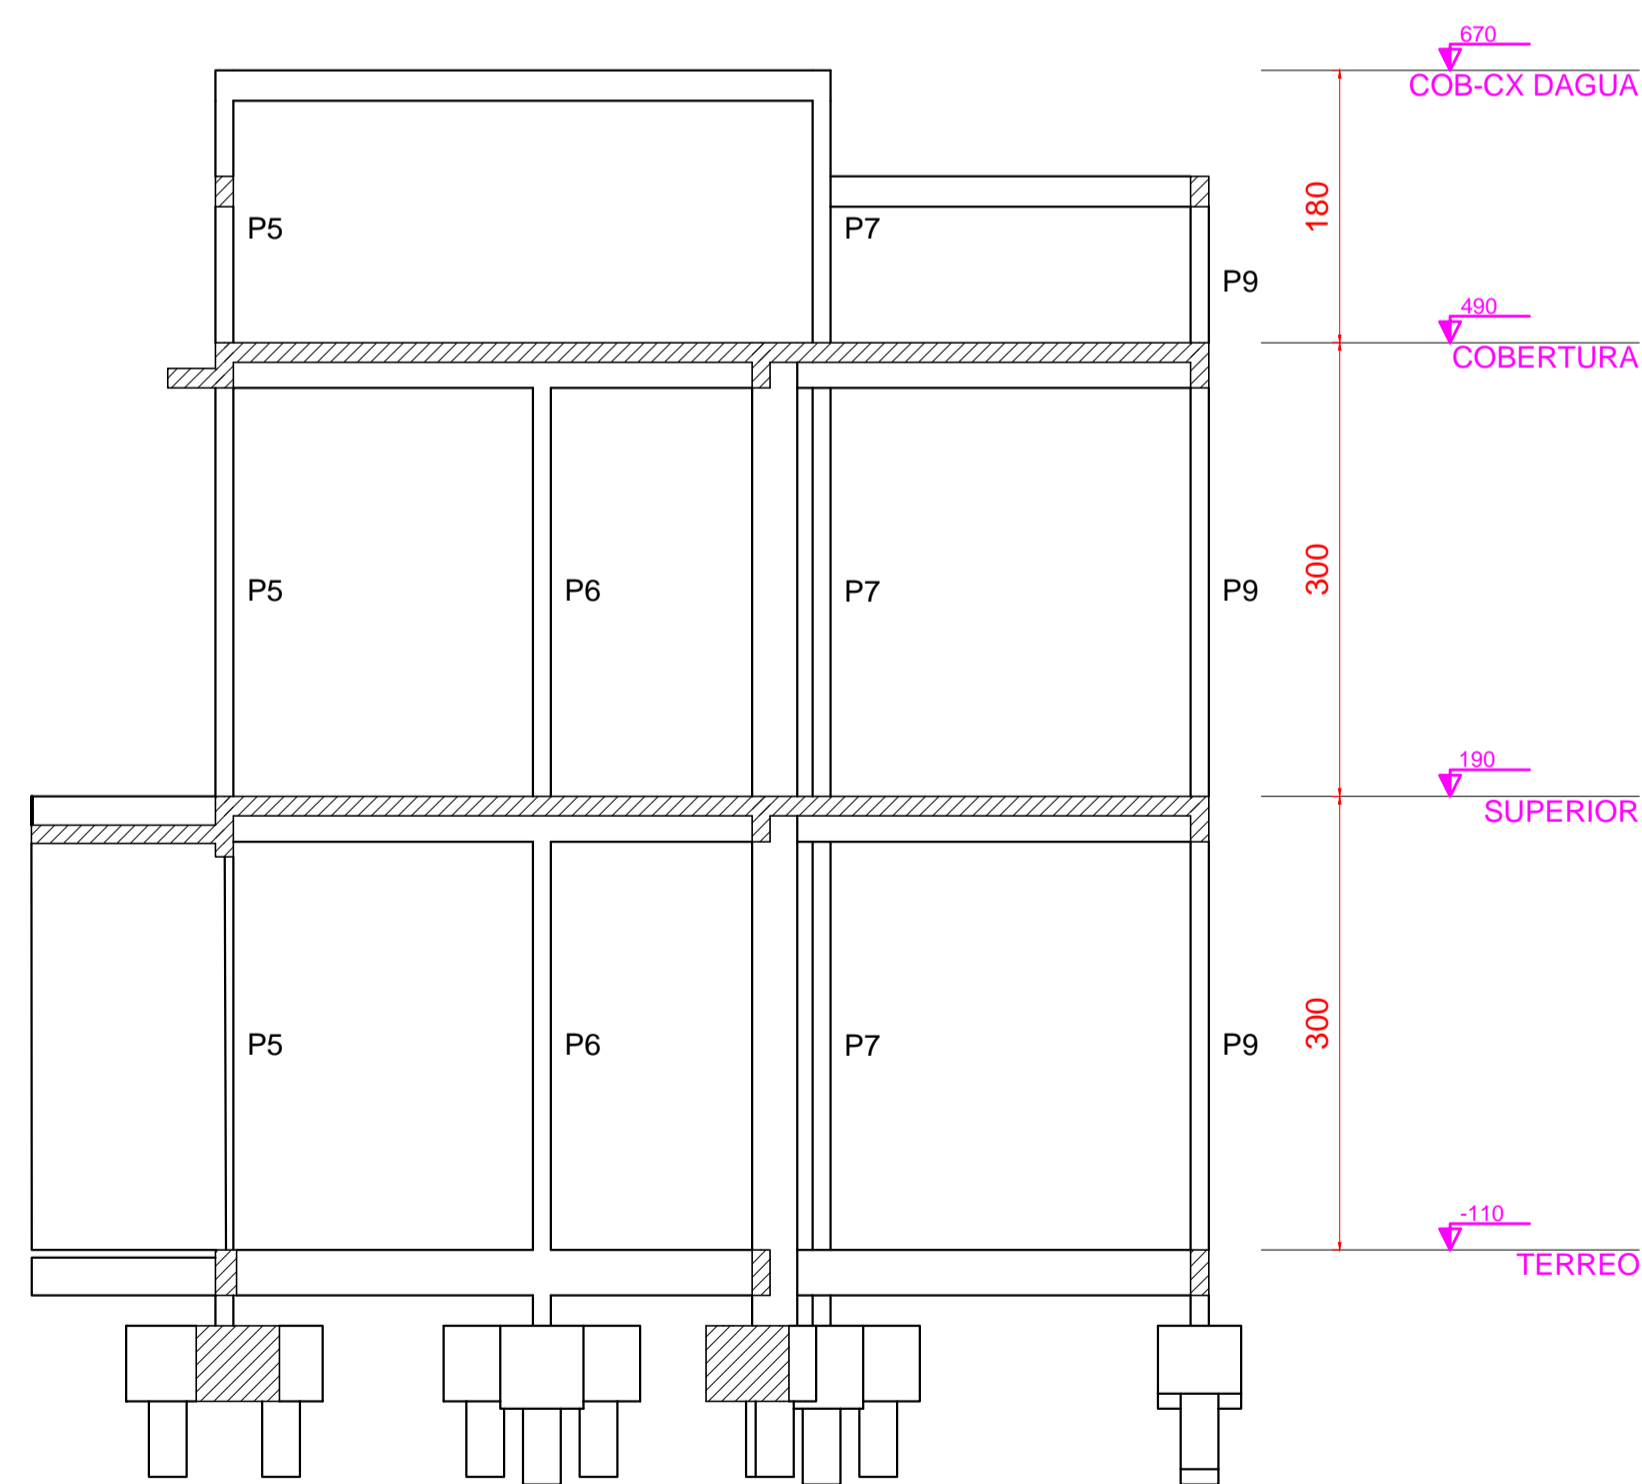 670
COB-CX DAGUA
180
P5
P7
P9
490
COBERTURA
300
P5
P6
P7
P9
190
SUPERIOR
300
P5
P6
P7
P9
-110
TERREO